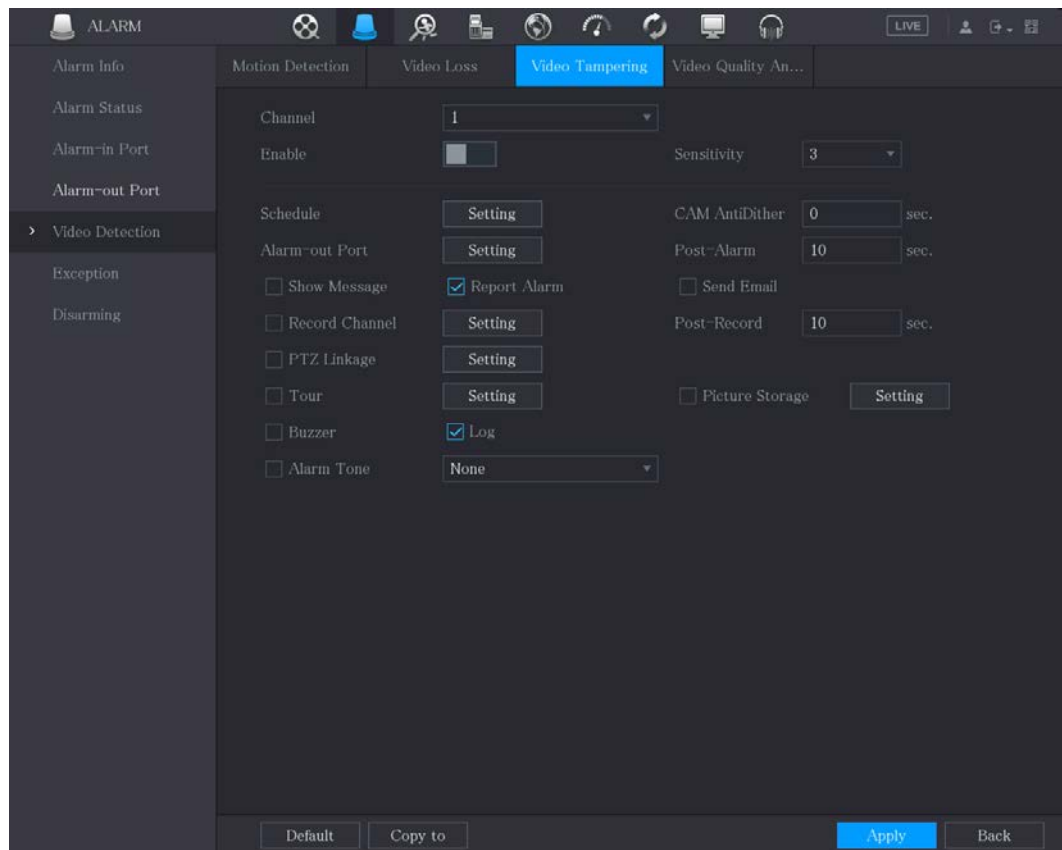 ALARM
LIVE
Alarm Info
Alarm Status
Alarm-in Port
Alarm-out Port
Video Detection
Exception
Disarming
Motion Detection Video Loss Video Tampering Video Quality An...
Channel 1
Enable Sensitivity 3
Schedule Setting CAM AntiDither 0 sec.
Alarm-out Port Setting Post-Alarm 10 sec.
Show Message Report Alarm Send Email
Record Channel Setting Post-Record 10 sec.
PTZ Linkage Setting
Tour Setting Picture Storage Setting
Buzzer Log
Alarm Tone None
Default Copy to Apply Back